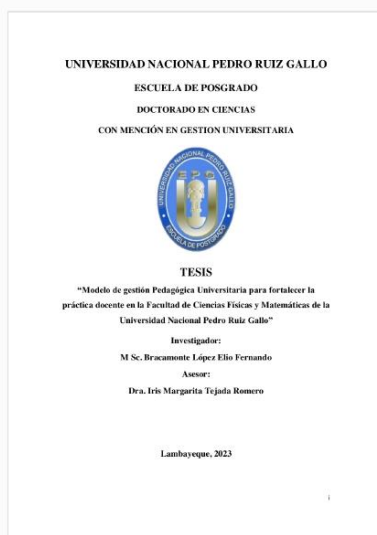 UNIVERSIDAD NACIONAL PEDRO RUIZ GALLO
ESCUELA DE POSGRADO
DOCTORADO EN CIENCIAS
CON MENCIÓN EN GESTION UNIVERSITARIA
UNIVERSIDAD NACIONAL PEDRO RUIZ GALLO
EPG
ESCUELA DE POSTGRADO
TESIS
“Modelo de gestión Pedagógica Universitaria para fortalecer la
práctica docente en la Facultad de Ciencias Físicas y Matemáticas de la
Universidad Nacional Pedro Ruiz Gallo”
Investigador:
M Sc. Bracamonte López Elio Fernando
Asesor:
Dra. Iris Margarita Tejada Romero
Lambayeque, 2023
i